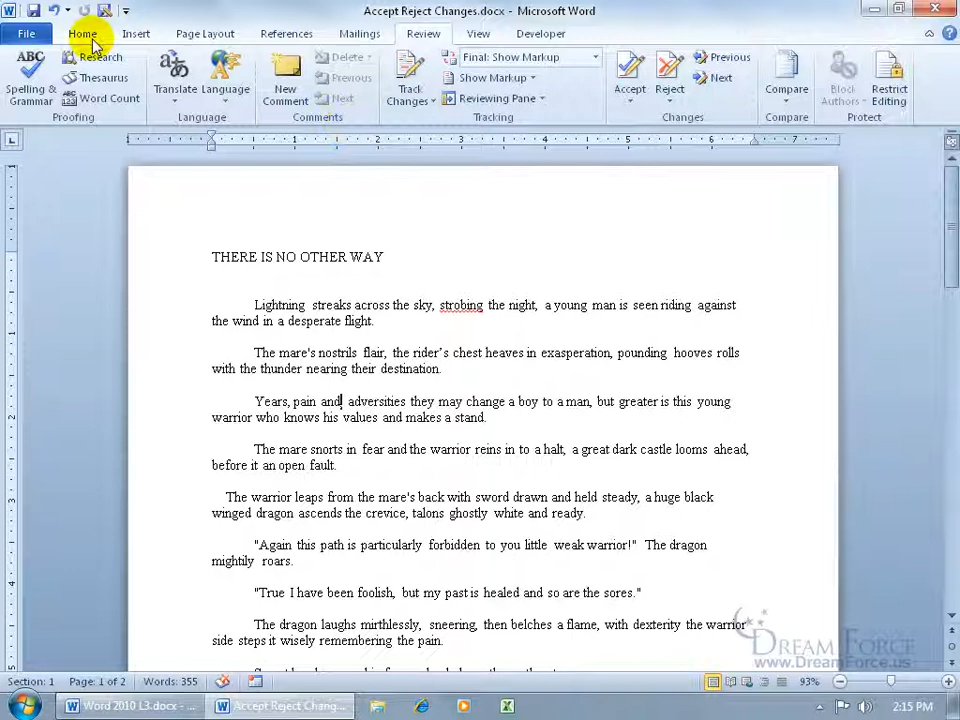 Accept Reject Changes.docx - Microsoft Word
File Home Insert Page Layout References Mailings Review View Developer
ABC Spelling & Grammar
Research
Thesaurus
ABC 123 Word Count
Proofing
Translate Language
Language
New Comment
Delete
Previous
Next
Comments
Track Changes
Final: Show Markup
Show Markup
Reviewing Pane
Tracking
Accept Reject
Previous
Next
Changes
Compare
Compare
Block Authors
Restrict Editing
Protect
1 1 2 3 4 5 6 7
THERE IS NO OTHER WAY
Lightning streaks across the sky, strobing the night, a young man is seen riding against
the wind in a desperate flight.
The mare's nostrils flair, the rider's chest heaves in exasperation, pounding hooves rolls
with the thunder nearing their destination.
Years, pain and adversities they may change a boy to a man, but greater is this young
warrior who knows his values and makes a stand.
The mare snorts in fear and the warrior reins in to a halt, a great dark castle looms ahead,
before it an open fault.
The warrior leaps from the mare's back with sword drawn and held steady, a huge black
winged dragon ascends the crevice, talons ghostly white and ready.
"Again this path is particularly forbidden to you little weak warrior!" The dragon
mightily roars.
"True I have been foolish, but my past is healed and so are the sores."
The dragon laughs mirthlessly, sneering, then belches a flame, with dexterity the warrior
side steps it wisely remembering the pain.
DREAMFORCE
www.DreamForce.us
Section: 1 Page: 1 of 2 Words: 355 93%
Word 2010 L3.docx - ... Accept Reject Chang... 2:15 PM